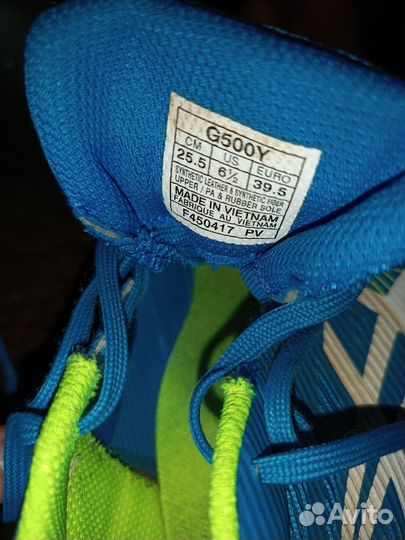 G500Y
CM US EURO
25.5 6½ 39.5
SYNTHETIC LEATHER & SYNTHETIC FIBER
UPPER / PA & RUBBER SOLE
MADE IN VIETNAM
FABRIQUE AU VIETNAM
F450417 PV
Avito